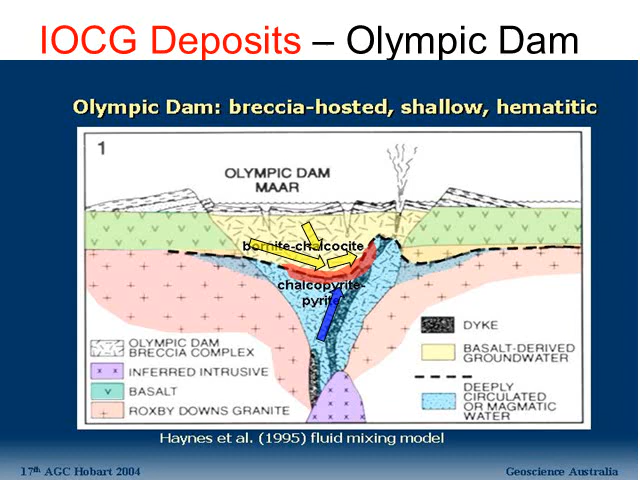 IOCG Deposits – Olympic Dam
Olympic Dam: breccia-hosted, shallow, hematitic
1
OLYMPIC DAM
MAAR
bornite-chalcocite
chalcopyrite-
pyrite
OLYMPIC DAM
BRECCIA COMPLEX
INFERRED INTRUSIVE
BASALT
ROXBY DOWNS GRANITE
DYKE
BASALT-DERIVED
GROUNDWATER
DEEPLY
CIRCULATED
OR MAGMATIC
WATER
Haynes et al. (1995) fluid mixing model
17th AGC Hobart 2004
Geoscience Australia